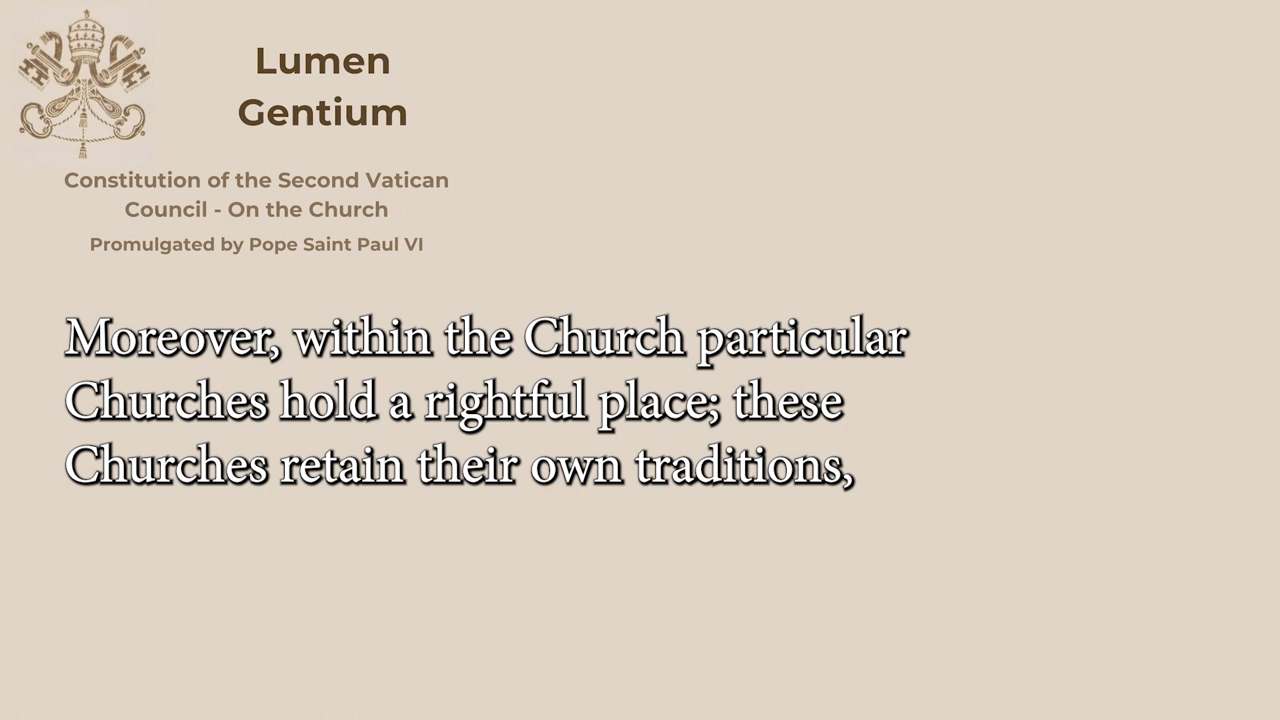 Lumen
Gentium
Constitution of the Second Vatican
Council - On the Church
Promulgated by Pope Saint Paul VI
Moreover, within the Church particular
Churches hold a rightful place; these
Churches retain their own traditions,